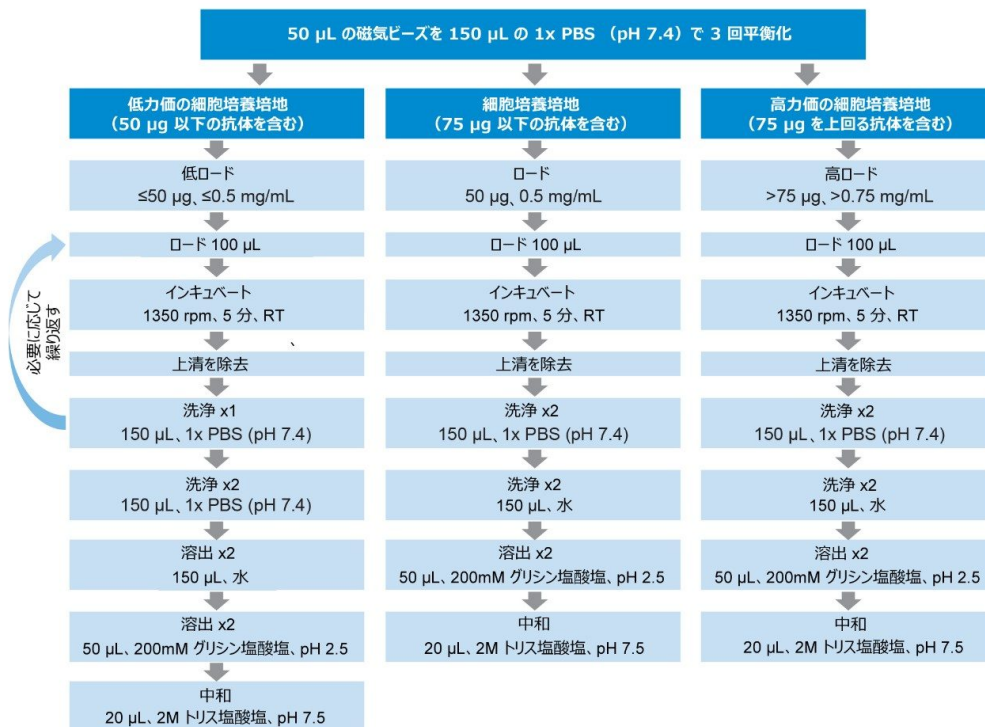 50 µL の磁気ビーズを 150 µL の 1x PBS （pH 7.4）で 3 回平衡化
低力価の細胞培養培地
（50 µg 以下の抗体を含む）
低ロード
≤50 µg、≤0.5 mg/mL
ロード 100 µL
インキュベート
1350 rpm、5 分、RT
、
上清を除去
洗浄 x1
150 µL、1x PBS (pH 7.4)
洗浄 x2
150 µL、1x PBS (pH 7.4)
溶出 x2
150 µL、水
溶出 x2
50 µL、200mM グリシン塩酸塩、pH 2.5
中和
20 µL、2M トリス塩酸塩、pH 7.5
必要に応じて
繰り返す
細胞培養培地
（75 µg 以下の抗体を含む）
ロード
50 µg、0.5 mg/mL
ロード 100 µL
インキュベート
1350 rpm、5 分、RT
上清を除去
洗浄 x2
150 µL、1x PBS (pH 7.4)
洗浄 x2
150 µL、水
溶出 x2
50 µL、200mM グリシン塩酸塩、pH 2.5
中和
20 µL、2M トリス塩酸塩、pH 7.5
高力価の細胞培養培地
（75 µg を上回る抗体を含む）
高ロード
>75 µg、>0.75 mg/mL
ロード 100 µL
インキュベート
1350 rpm、5 分、RT
上清を除去
洗浄 x2
150 µL、1x PBS (pH 7.4)
洗浄 x2
150 µL、水
溶出 x2
50 µL、200mM グリシン塩酸塩、pH 2.5
中和
20 µL、2M トリス塩酸塩、pH 7.5